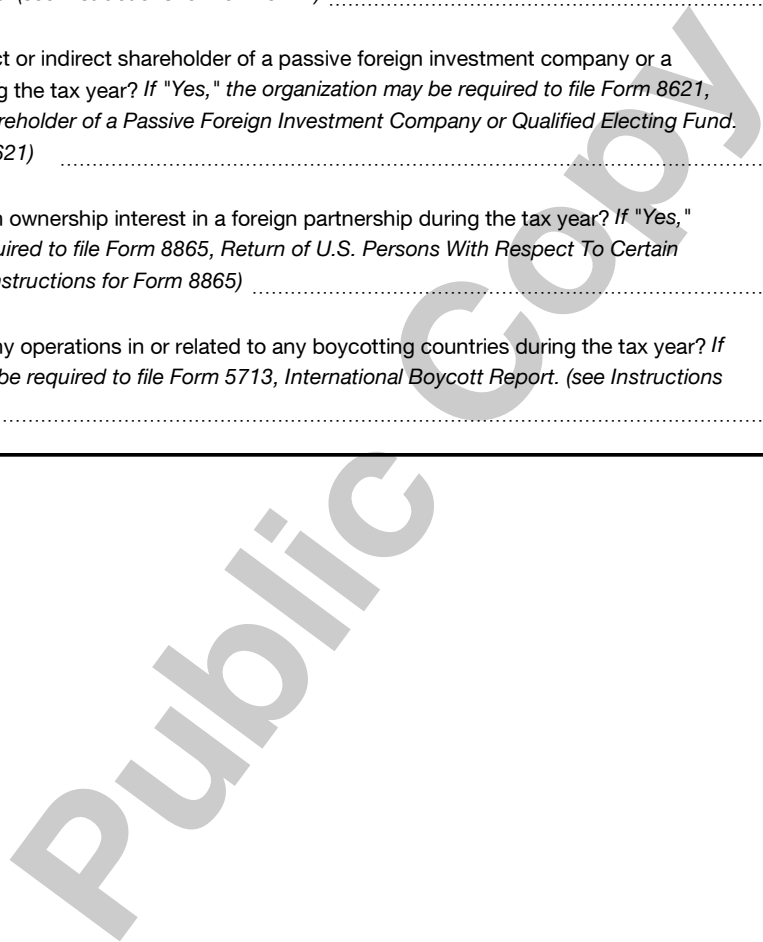 ct or indirect shareholder of a passive foreign investment company or a
g the tax year? If "Yes," the organization may be required to file Form 8621,
reholder of a Passive Foreign Investment Company or Qualified Electing Fund.
621)
n ownership interest in a foreign partnership during the tax year? If "Yes,"
uired to file Form 8865, Return of U.S. Persons With Respect To Certain
nstructions for Form 8865)
ny operations in or related to any boycotting countries during the tax year? If
be required to file Form 5713, International Boycott Report. (see Instructions
Public Copy